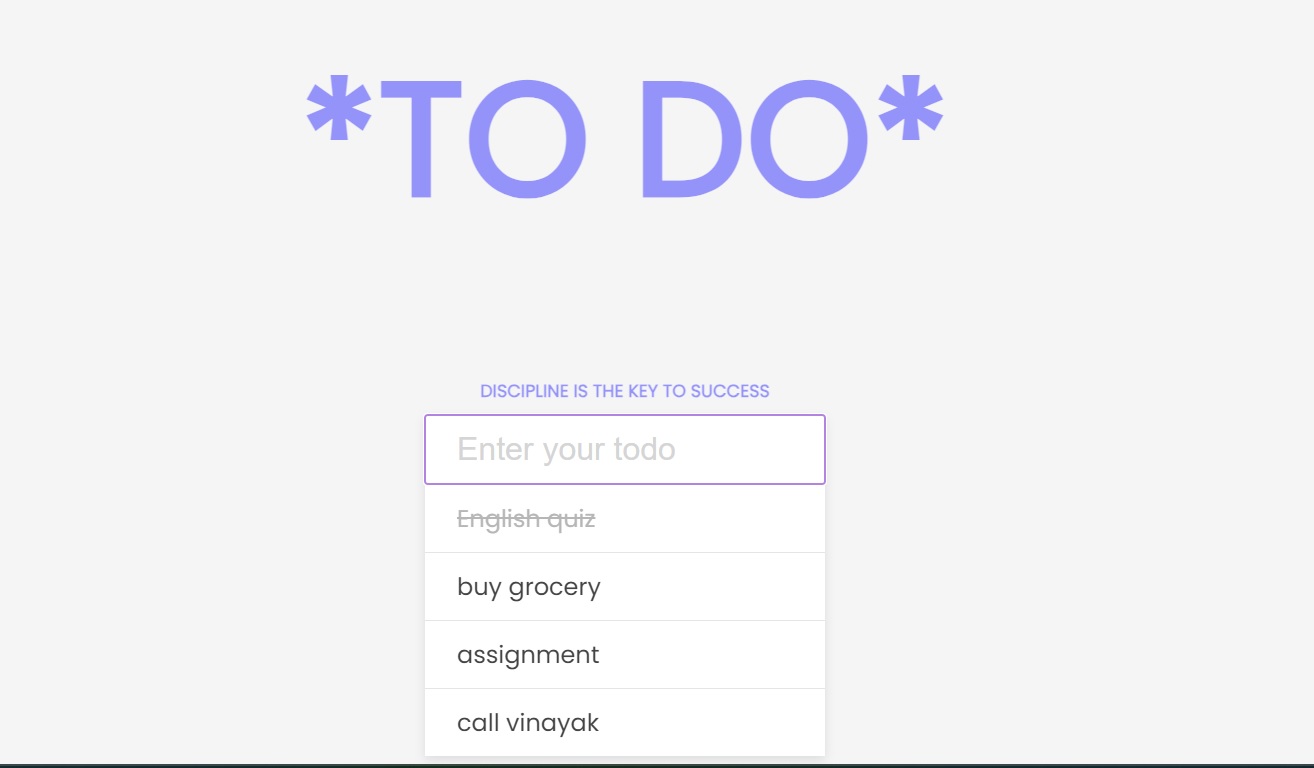 *TO DO*
DISCIPLINE IS THE KEY TO SUCCESS
Enter your todo
English quiz
buy grocery
assignment
call vinayak